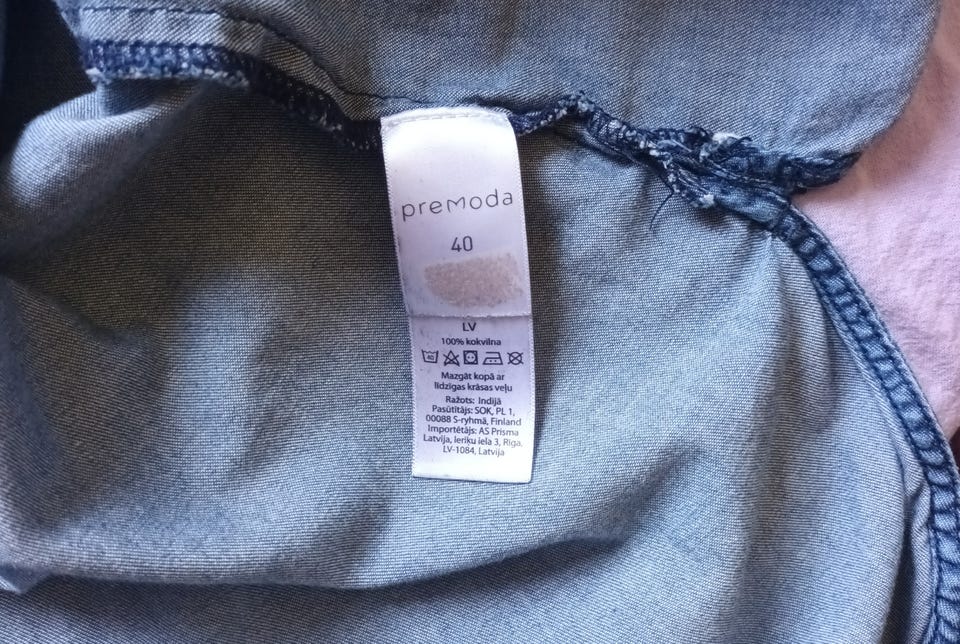 premoda
40
LV
100% kokvilna
40
Mazgāt kopā ar
līdzīgas krāsas veļu
Ražots: Indijā
Pasūtītājs: SOK, PL 1,
00088 S-ryhmä, Finland
Importētājs: AS Prisma
Latvija, Ieriķu iela 3, Rīga,
LV-1084, Latvija